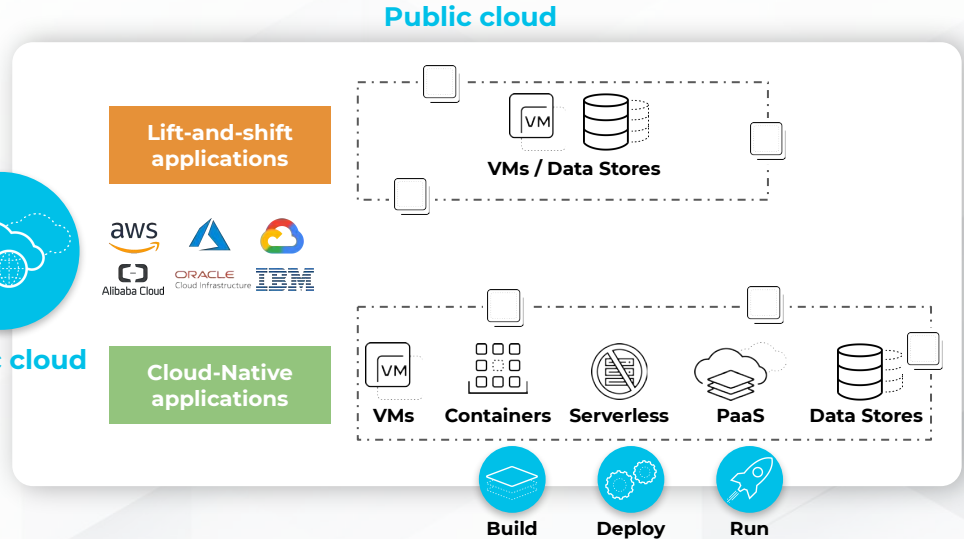 Public cloud
Lift-and-shift
applications
VM
VMs / Data Stores
aws
Alibaba Cloud
ORACLE
Cloud Infrastructure
IBM
cloud
Cloud-Native
applications
VM
VMs
Containers
Serverless
PaaS
Data Stores
Build
Deploy
Run